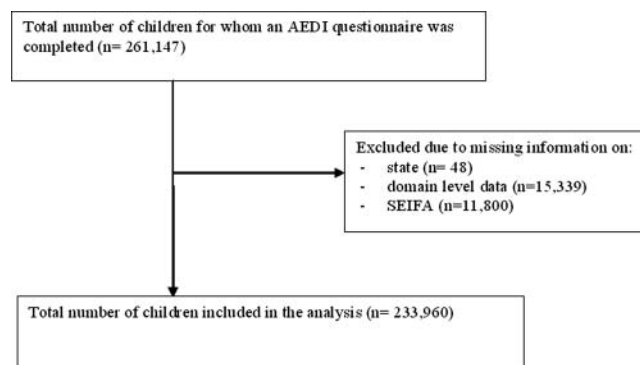 Total number of children for whom an AEDI questionnaire was
completed (n= 261,147)
Excluded due to missing information on:
- state (n= 48)
- domain level data (n=15,339)
- SEIFA (n=11,800)
Total number of children included in the analysis (n= 233,960)